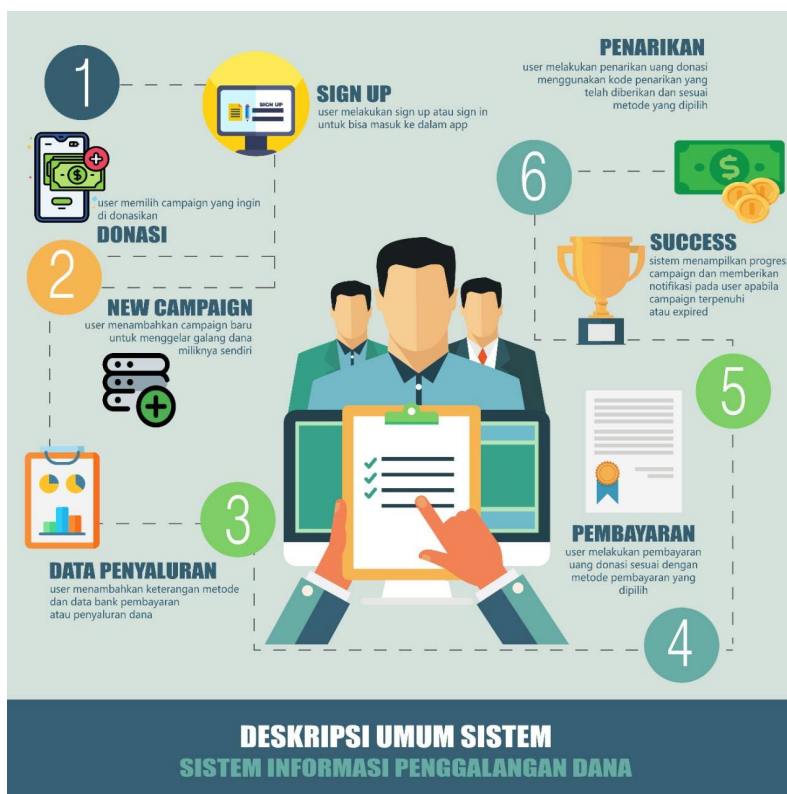 1
SIGN UP
SIGN UP
user melakukan sign up atau sign in
untuk bisa masuk ke dalam app
user memilih campaign yang ingin
di donasikan
DONASI
2
NEW CAMPAIGN
user menambahkan campaign baru
untuk menggelar galang dana
miliknya sendiri
3
DATA PENYALURAN
user menambahkan keterangan metode
dan data bank pembayaran
atau penyaluran dana
4
PEMBAYARAN
user melakukan pembayaran
uang donasi sesuai dengan
metode pembayaran yang
dipilih
5
SUCCESS
sistem menampilkan progres
campaign dan memberikan
notifikasi pada user apabila
campaign terpenuhi
atau expired
6
PENARIKAN
user melakukan penarikan uang donasi
menggunakan kode penarikan yang
telah diberikan dan sesuai
metode yang dipilih
DESKRIPSI UMUM SISTEM
SISTEM INFORMASI PENGGALANGAN DANA